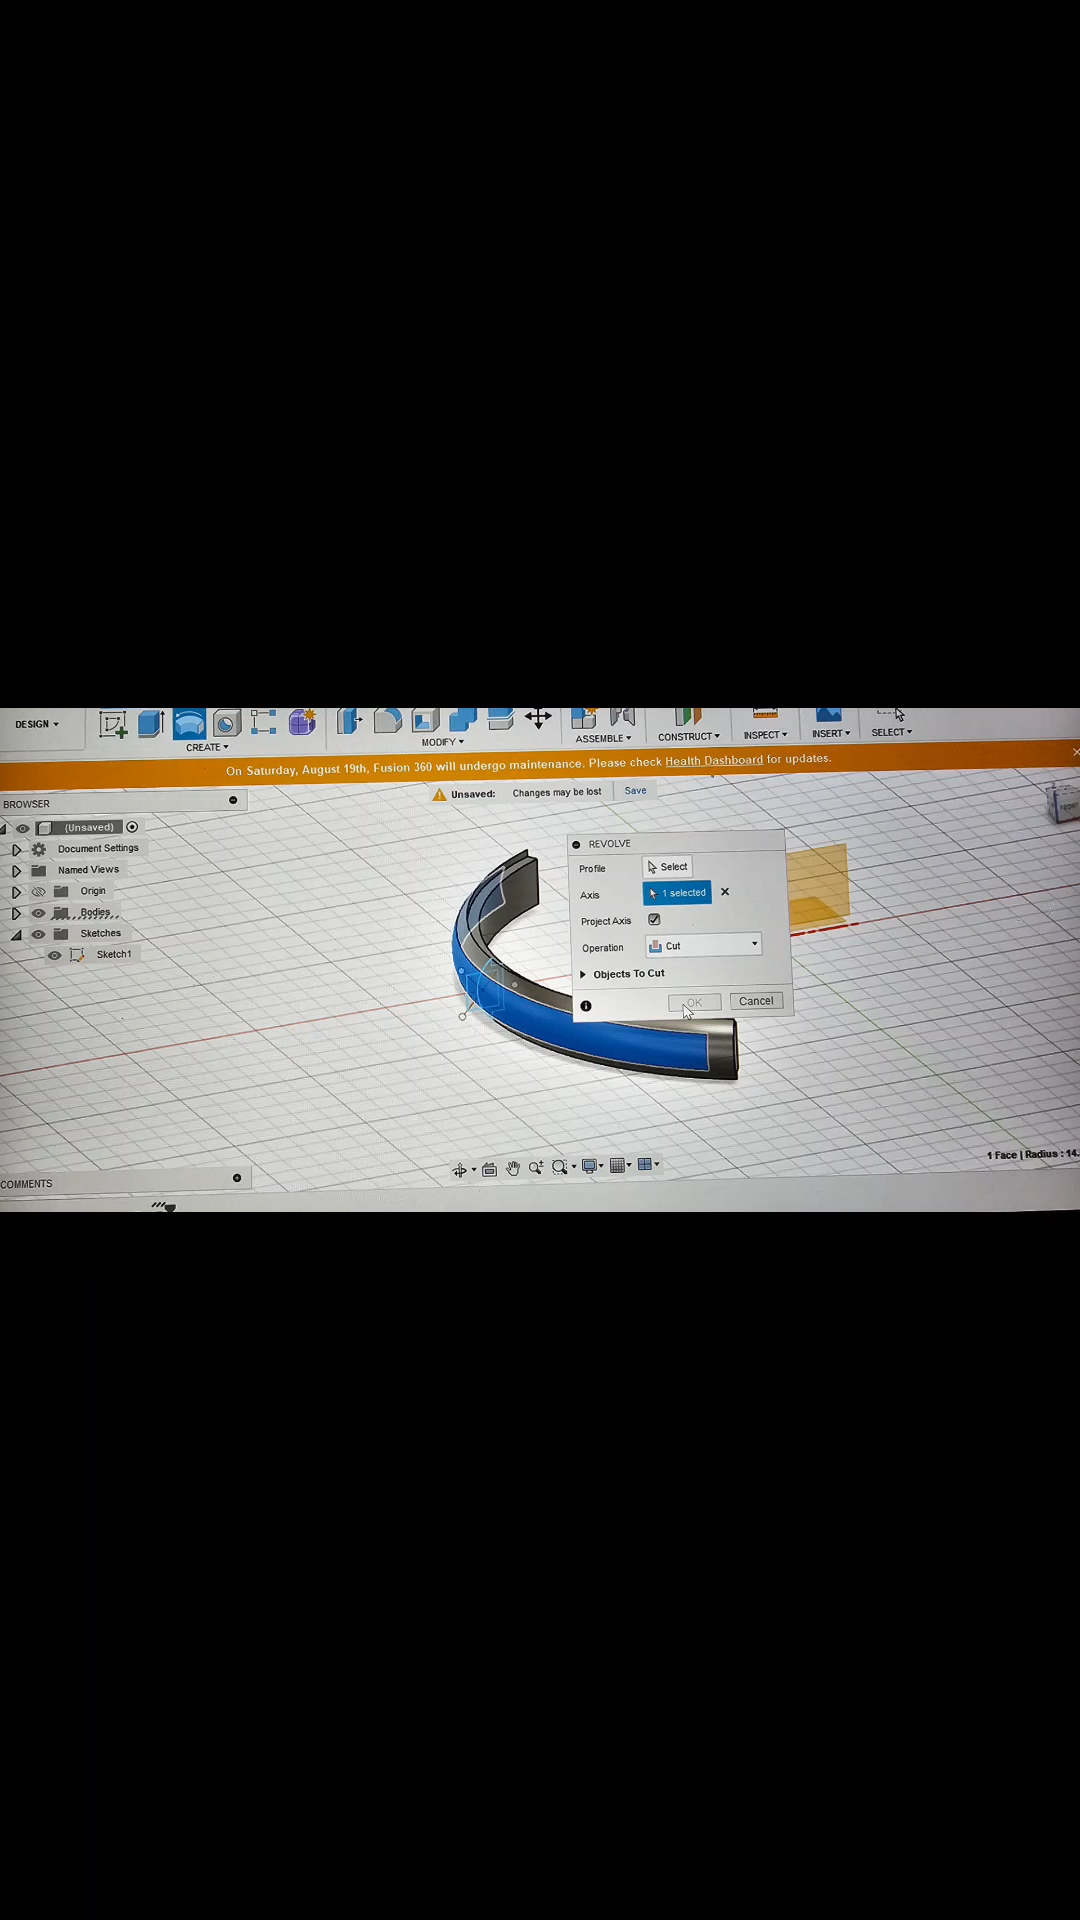 DESIGN
CREATE
MODIFY
ASSEMBLE
CONSTRUCT
INSPECT
INSERT
SELECT
On Saturday, August 19th, Fusion 360 will undergo maintenance. Please check Health Dashboard for updates.
BROWSER
Unsaved: Changes may be lost Save
(Unsaved)
Document Settings
Named Views
Origin
Bodies
Sketches
Sketch1
REVOLVE
Profile Select
Axis 1 selected
Project Axis
Operation Cut
Objects To Cut
OK Cancel
FRONT
1 Face | Radius : 14.
COMMENTS